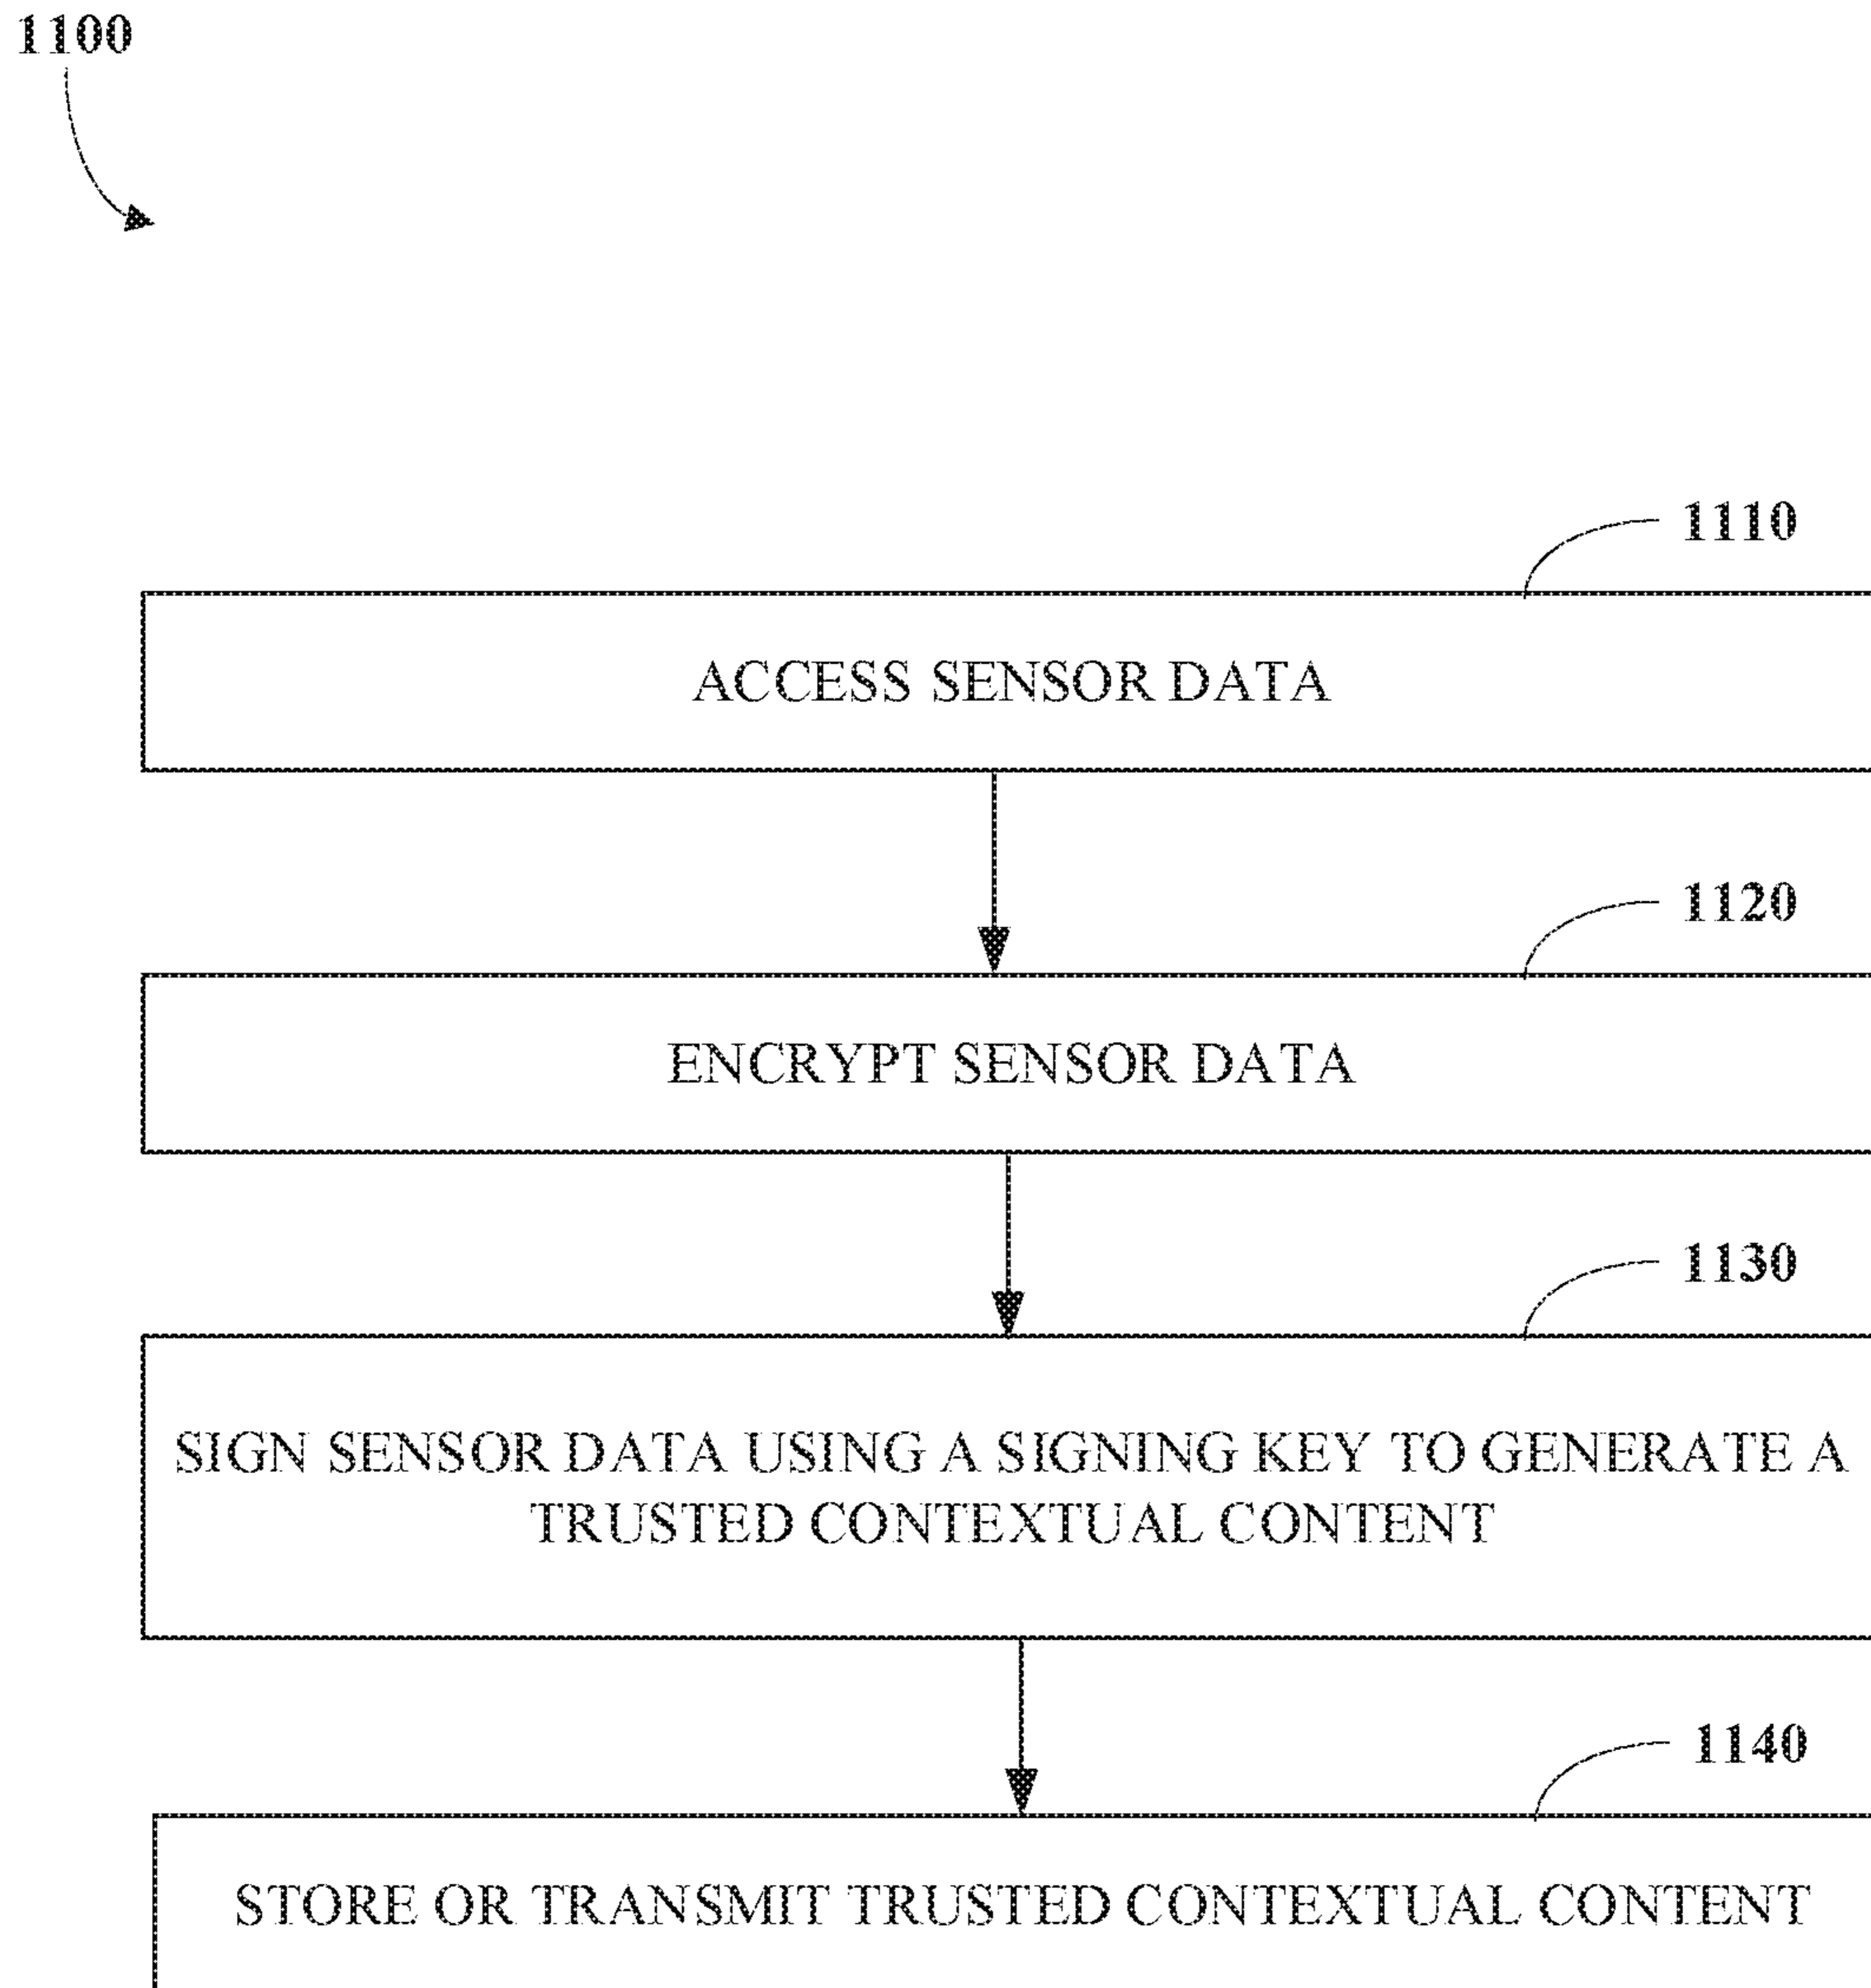 1100
1110
ACCESS SENSOR DATA
1120
ENCRYPT SENSOR DATA
1130
SIGN SENSOR DATA USING A SIGNING KEY TO GENERATE A
TRUSTED CONTEXTUAL CONTENT
1140
STORE OR TRANSMIT TRUSTED CONTEXTUAL CONTENT